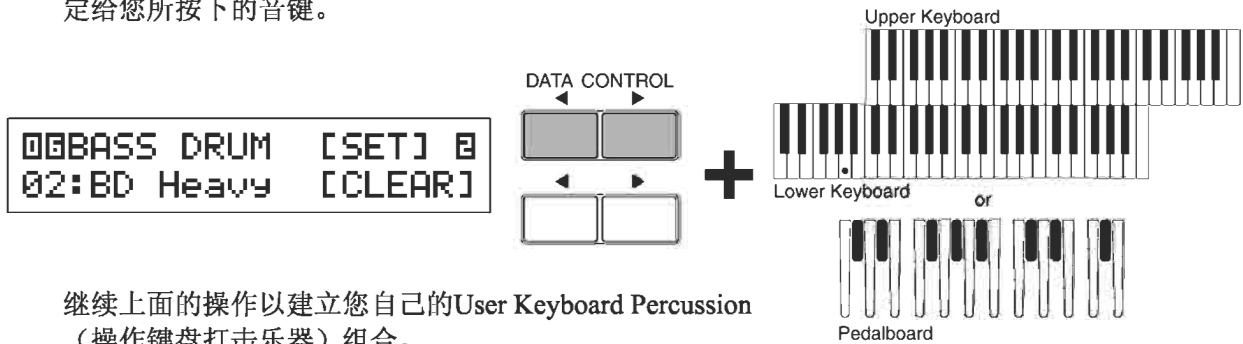 定给您所按下的音键。
Upper Keyboard
DATA CONTROL
BASS DRUM [SET] 2
02:BD Heavy [CLEAR]
Lower Keyboard
or
Pedalboard
继续上面的操作以建立您自己的User Keyboard Percussion
（操作键盘打击乐器）组合。